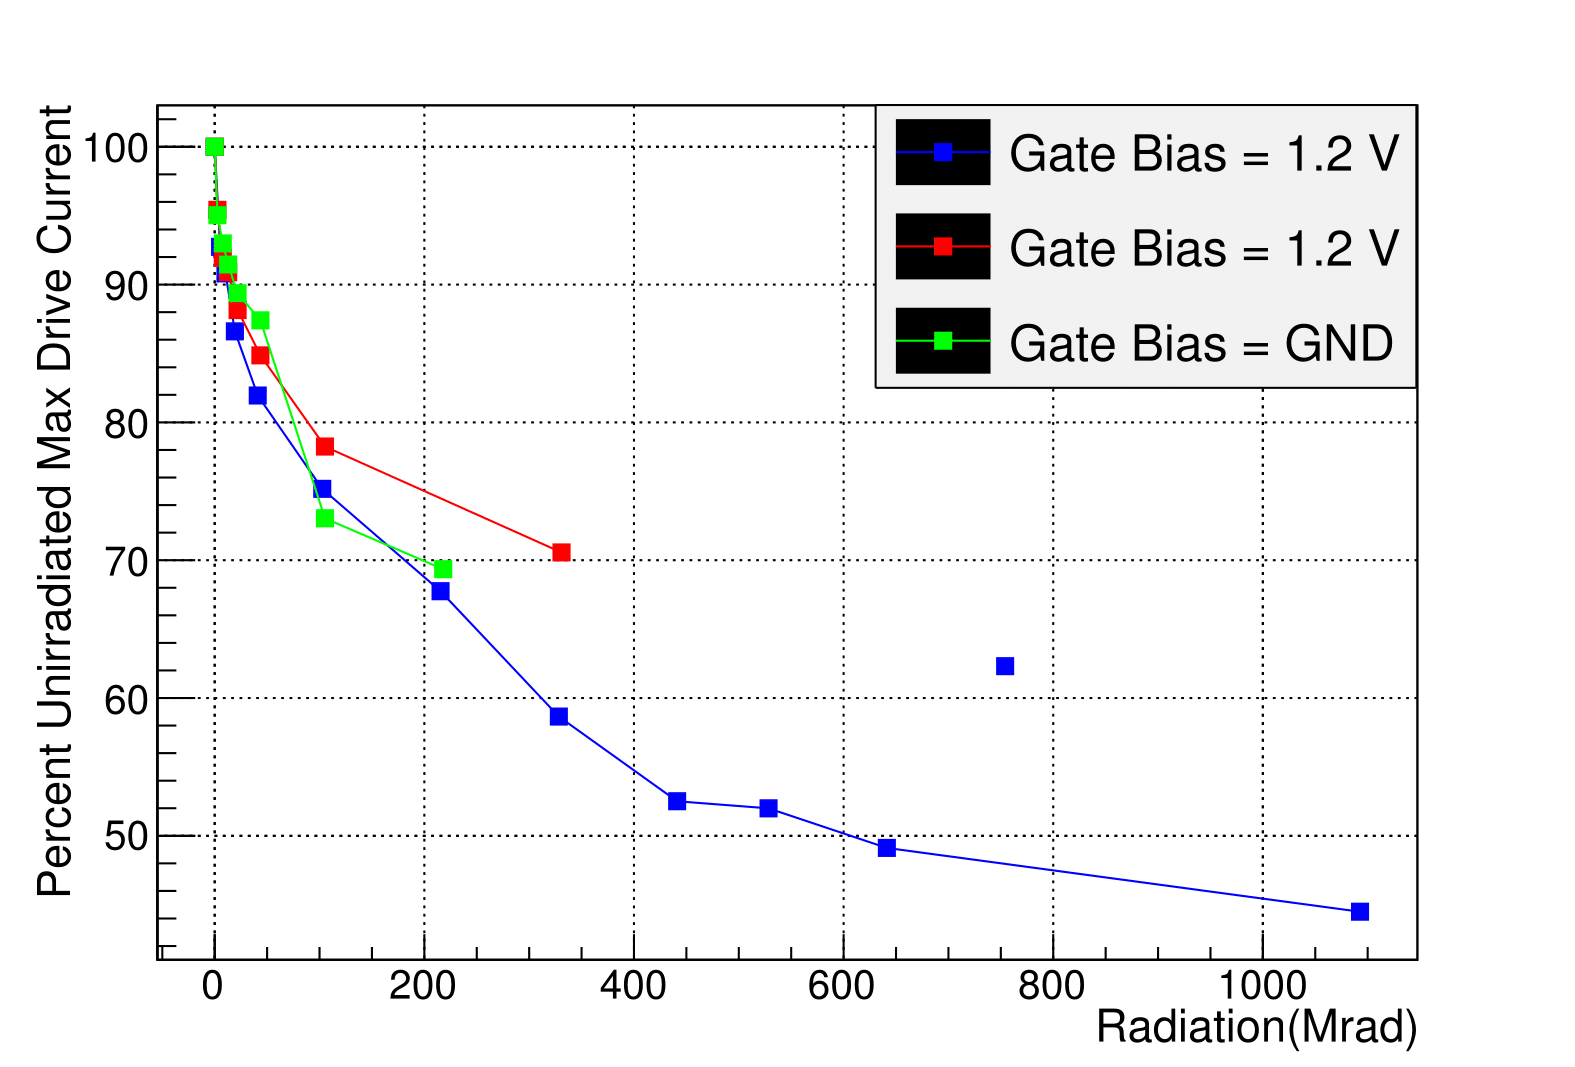 Percent Unirradiated Max Drive Current
100
90
80
70
60
50
Gate Bias = 1.2 V
Gate Bias = 1.2 V
Gate Bias = GND
0 200 400 600 800 1000
Radiation(Mrad)